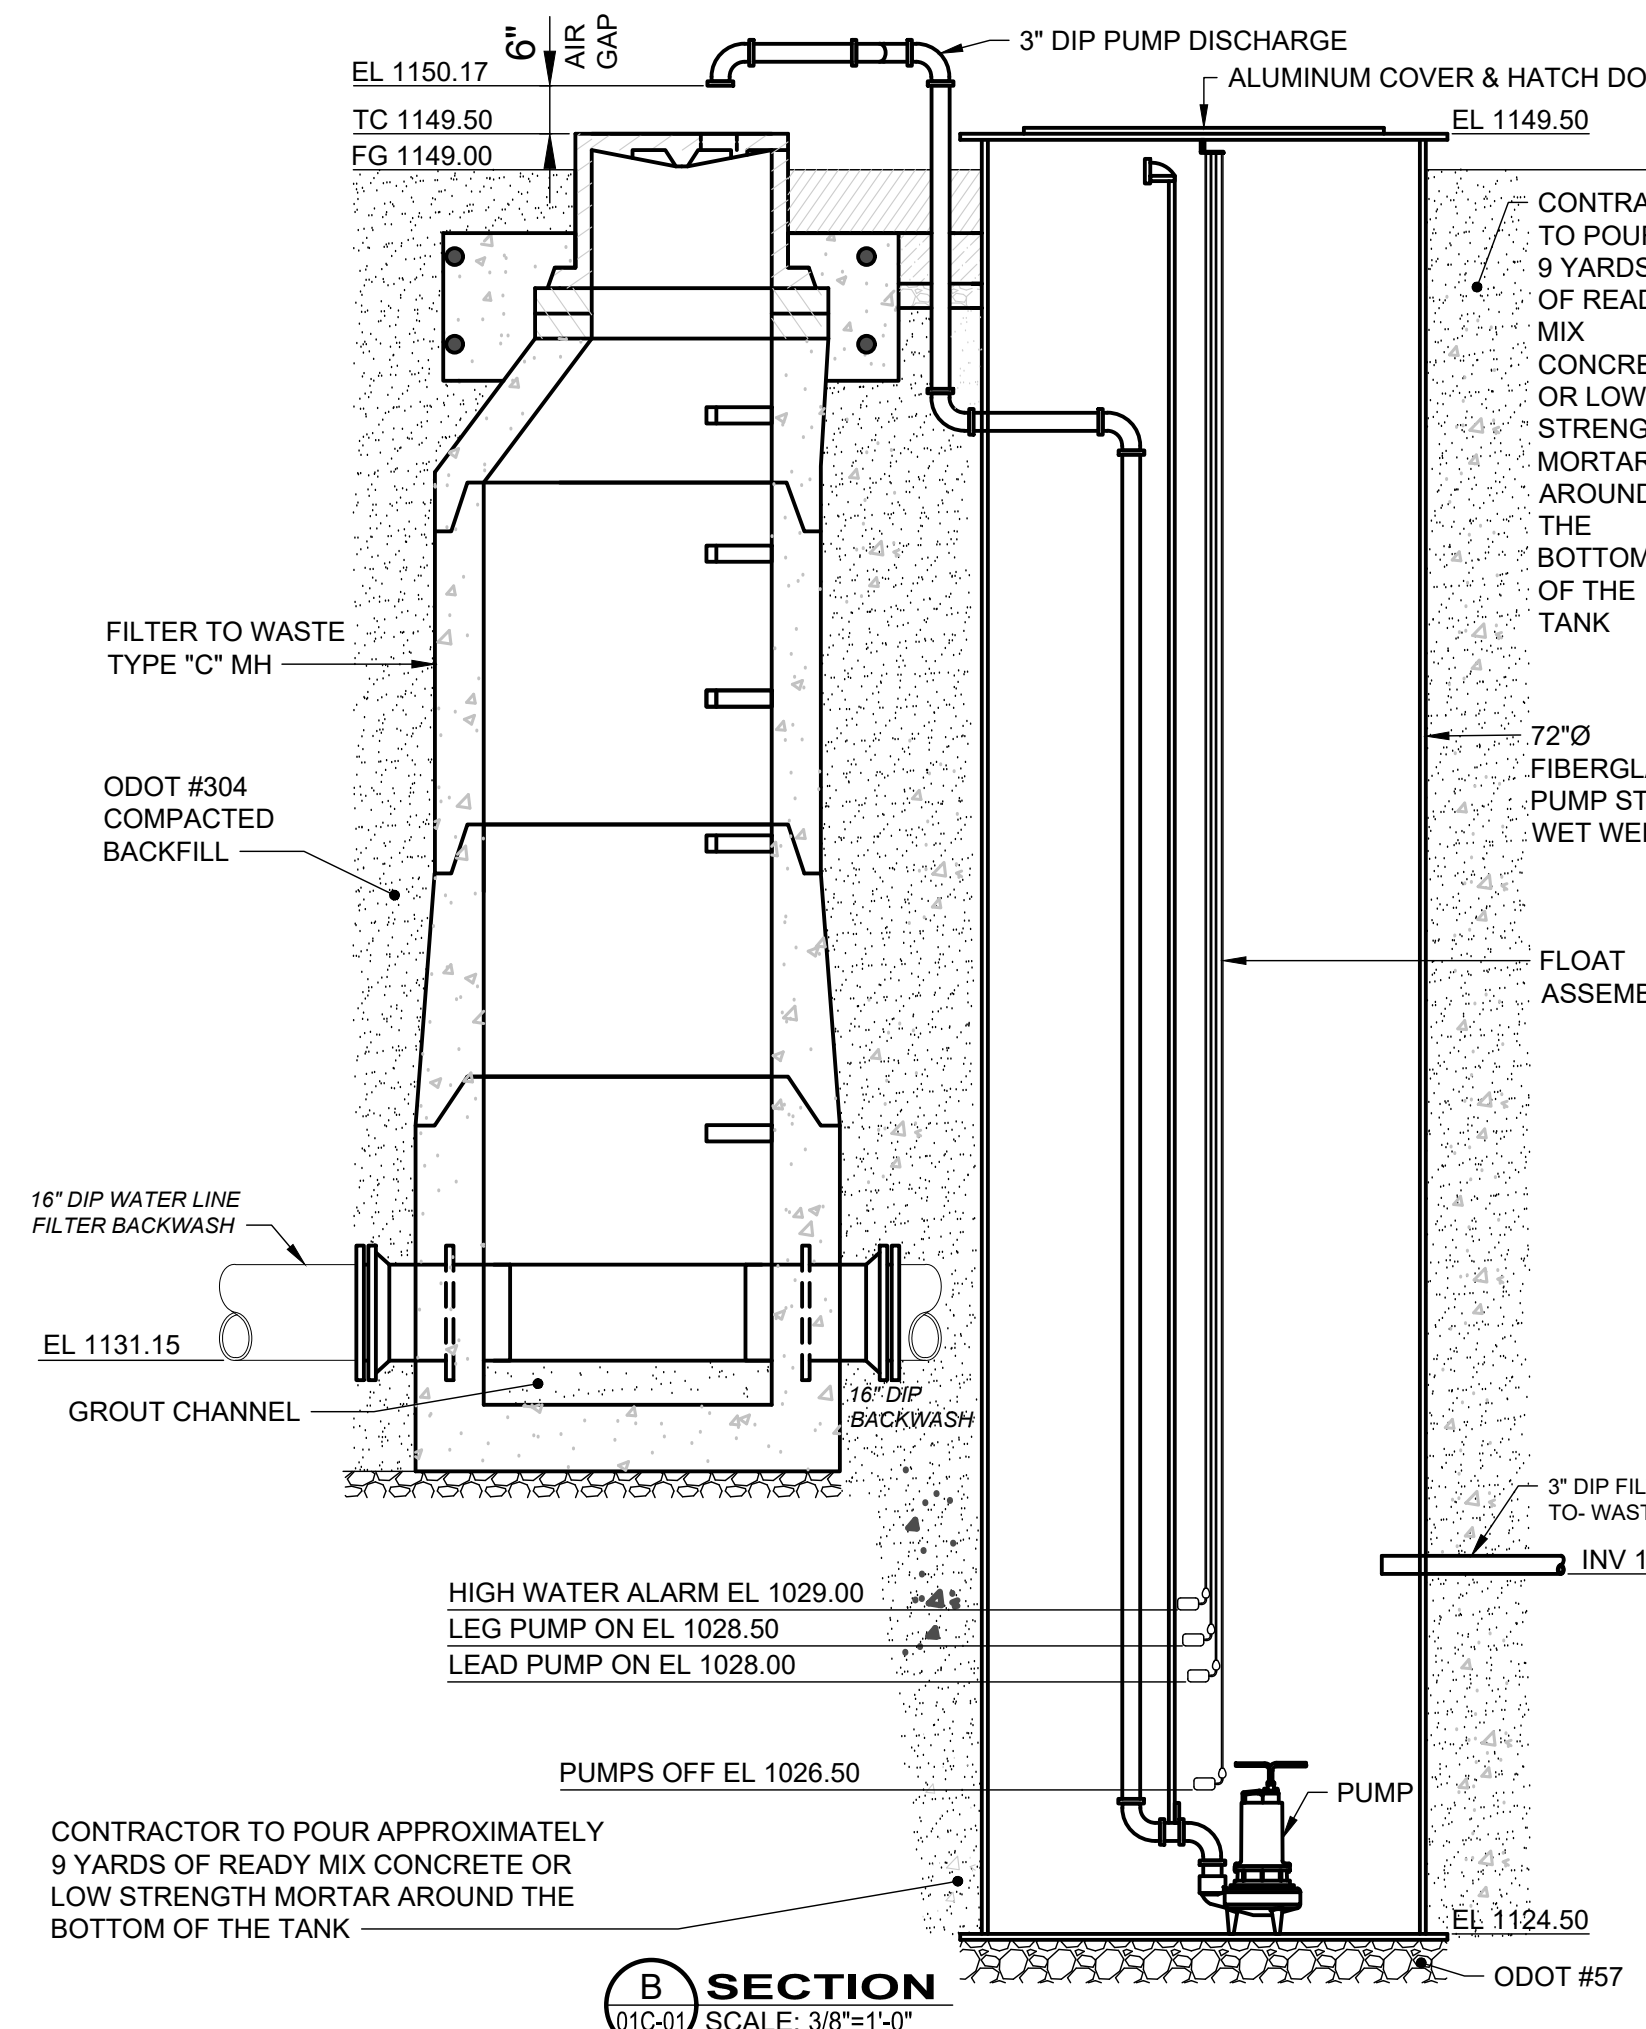 6"
AIR
GAP
3" DIP PUMP DISCHARGE
EL 1150.17
ALUMINUM COVER & HATCH DO
TC 1149.50
EL 1149.50
FG 1149.00
CONTRA
TO POUR
9 YARDS
OF READ
MIX
CONCRE
OR LOW
STRENG
MORTAR
AROUND
THE
BOTTOM
OF THE
TANK
FILTER TO WASTE
TYPE "C" MH
72"Ø
FIBERGLA
PUMP ST
WET WEL
ODOT #304
COMPACTED
BACKFILL
FLOAT
ASSEMB
16" DIP WATER LINE
FILTER BACKWASH
EL 1131.15
GROUT CHANNEL
16" DIP
BACKWASH
3" DIP FIL
TO- WAST
INV 1
HIGH WATER ALARM EL 1029.00
LEG PUMP ON EL 1028.50
LEAD PUMP ON EL 1028.00
PUMPS OFF EL 1026.50
PUMP
CONTRACTOR TO POUR APPROXIMATELY
9 YARDS OF READY MIX CONCRETE OR
LOW STRENGTH MORTAR AROUND THE
BOTTOM OF THE TANK
EL 1124.50
ODOT #57
B
01C-01
SECTION
SCALE: 3/8"=1'-0"